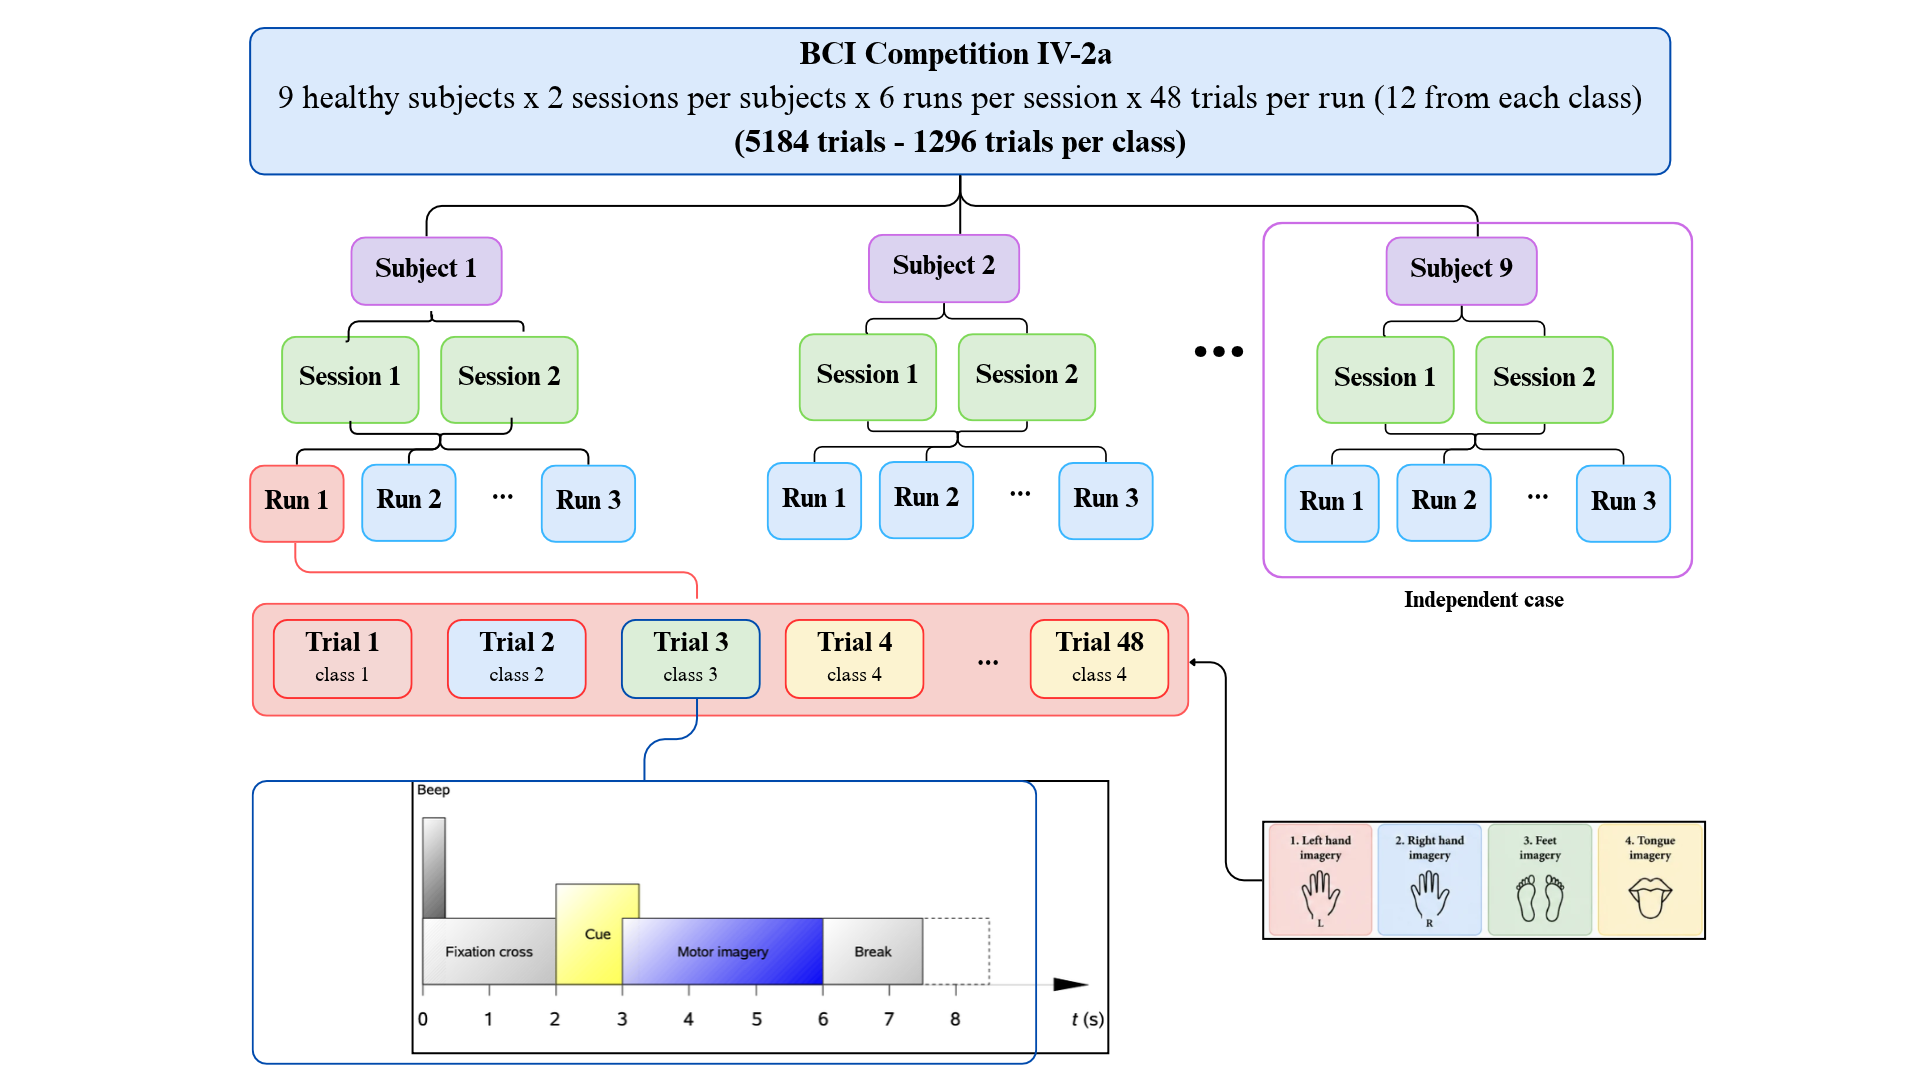 BCI Competition IV-2a
9 healthy subjects x 2 sessions per subjects x 6 runs per session x 48 trials per run (12 from each class)
(5184 trials - 1296 trials per class)
Subject 1
Subject 2
Subject 9
Session 1
Session 2
Session 1
Session 2
Session 1
Session 2
...
Run 1
Run 2
...
Run 3
Run 1
Run 2
...
Run 3
Run 1
Run 2
...
Run 3
Independent case
Trial 1
class 1
Trial 2
class 2
Trial 3
class 3
Trial 4
class 4
...
Trial 48
class 4
Beep
Fixation cross
Cue
Motor imagery
Break
0 1 2 3 4 5 6 7 8 t (s)
1. Left hand
imagery
L
2. Right hand
imagery
R
3. Feet
imagery
4. Tongue
imagery